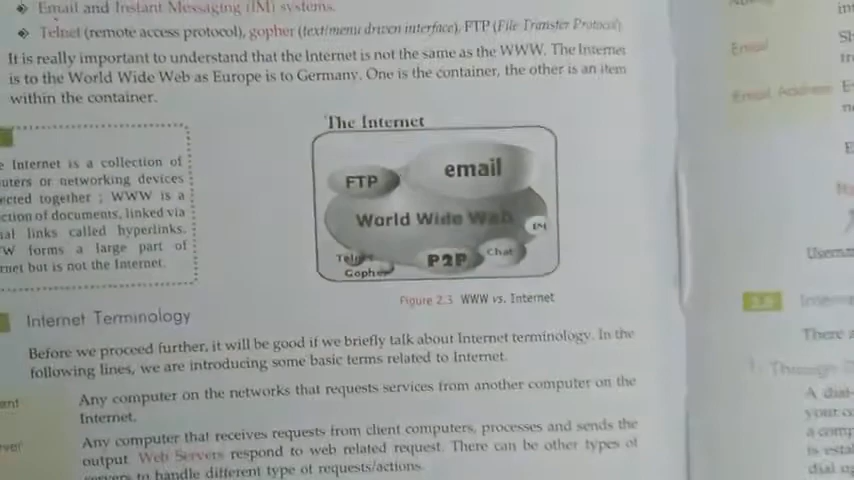 Email and Instant Messaging (IM) systems.
Telnet (remote access protocol), gopher (text/menu driven interface), FTP (File Transfer Protocol)
It is really important to understand that the Internet is not the same as the WWW. The Internet
is to the World Wide Web as Europe is to Germany. One is the container, the other is an item
within the container.
Internet is a collection of
or networking devices
together ; WWW is a
of documents, linked via
links called hyperlinks.
forms a large part of
but is not the Internet.
The Internet
email
FTP
World Wide Web
IM
Telnet
P2P
Chat
Gopher
Figure 2.3 WWW vs. Internet
Internet Terminology
Before we proceed further, it will be good if we briefly talk about Internet terminology. In the
following lines, we are introducing some basic terms related to Internet.
Any computer on the networks that requests services from another computer on the
Internet.
Any computer that receives requests from client computers, processes and sends the
output Web Servers respond to web related request. There can be other types of
servers to handle different type of requests/actions.
Email
Email Address
There
1. Through
A
your
a
is
dial